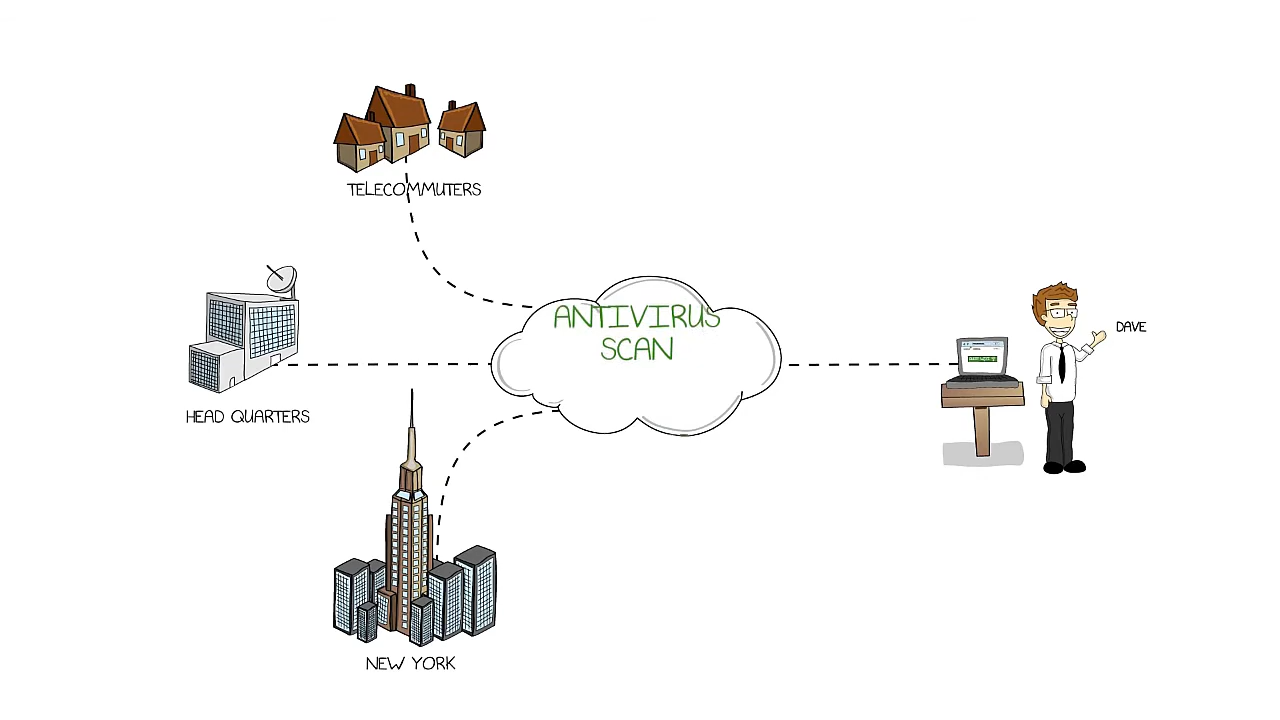 TELECOMMUTERS
ANTIVIRUS
SCAN
DAVE
HEAD QUARTERS
NEW YORK